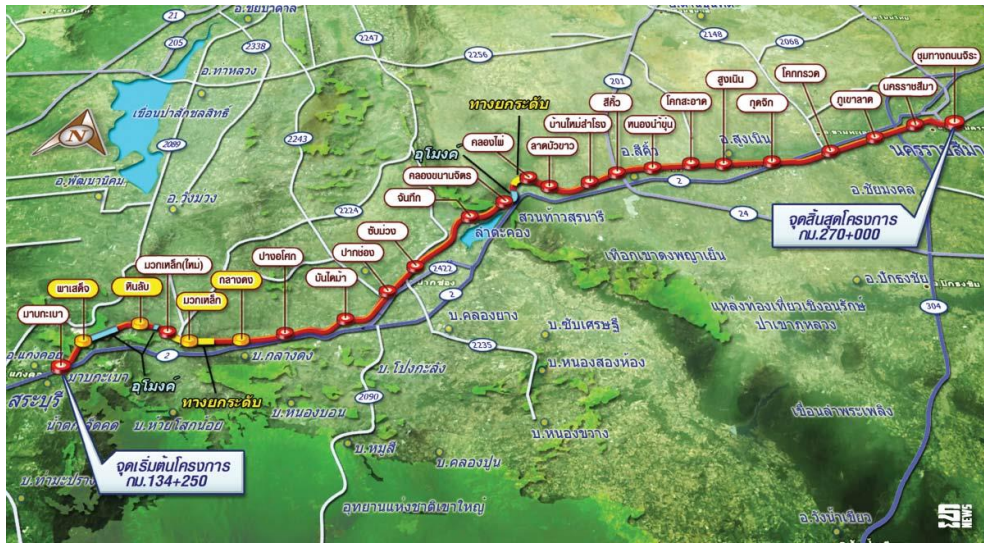 21
อ.ชัยบาดาล
205
2338
2247
2256
2148
2068
อ.ท่าหลวง
เขื่อนป่าสักชลสิทธิ์
N
2089
2243
201
ทางยกระดับ
อุโมงค์
คลองไผ่
ลาดบัวขาว
บ้านใหม่สำโรง
สีคิ้ว
หนองน้ำขุ่น
โคกสะอาด
สูงเนิน
กุดจิก
โคกกรวด
ภูเขาลาด
นครราชสีมา
ชุมทางถนนจิระ
อ.สีคิ้ว
อ.สูงเนิน
2
นครราชสีมา
อ.พัฒนานิคม
อ.วังม่วง
2224
คลองขนานจิตร
จันทึก
สวนท้าวสุรนารี
ลำตะคอง
24
อ.ชัยมงคล
จุดสิ้นสุดโครงการ
กม.270+000
ซับม่วง
ปากช่อง
บันไดม้า
ปางอโศก
กลางดง
มวกเหล็ก(ใหม่)
มวกเหล็ก
หินลับ
ผาเสด็จ
มาบกะเบา
2422
ปากช่อง
2
เทือกเขาดงพญาเย็น
อ.ปักธงชัย
304
แหล่งท่องเที่ยวเชิงอนุรักษ์
ป่าเขาภูหลวง
บ.คลองยาง
บ.ซับเศรษฐี
2235
บ.หนองสองห้อง
อ.แก่งคอย
มาบกะเบา
2
บ.กลางดง
บ.โป่งกะสัง
อุโมงค์
ทางยกระดับ
สระบุรี
2090
บ.หนองบอน
บ.ห้วยโสกน้อย
บ.หนองขวาง
เขื่อนลำพระเพลิง
บ.หมูสี
บ.คลองปูน
จุดเริ่มต้นโครงการ
กม.134+250
อุทยานแห่งชาติเขาใหญ่
อ.วังน้ำเขียว
NEWS